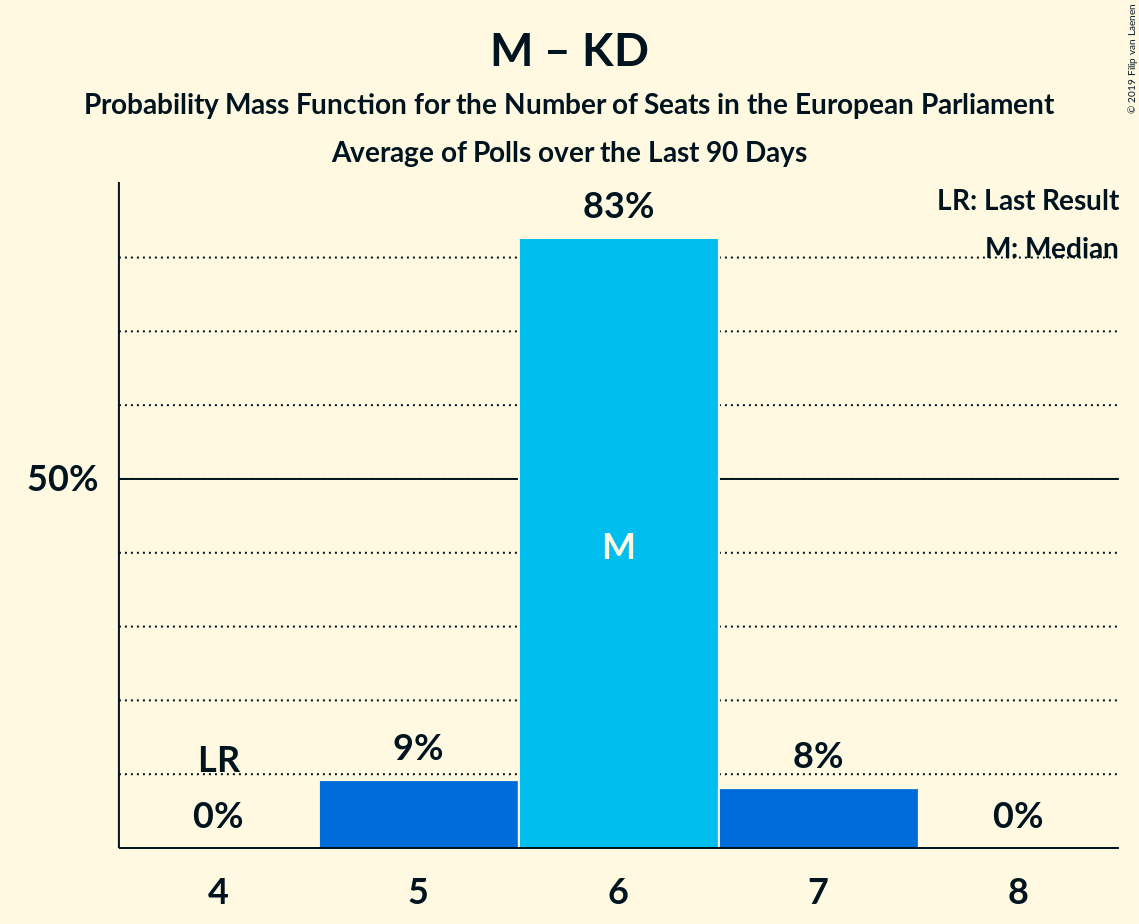 M – KD
Probability Mass Function for the Number of Seats in the European Parliament
Average of Polls over the Last 90 Days
© 2019 Filip van Laenen
LR: Last Result
M: Median
83%
50%
M
LR
9%
8%
0%
0%
4 5 6 7 8